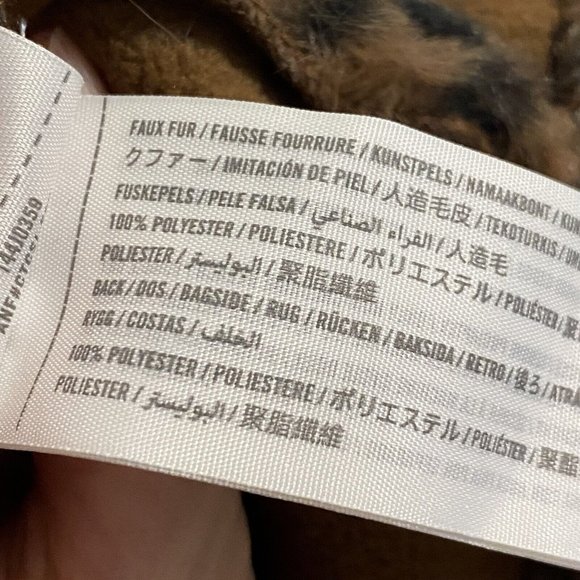 FAUX FUR / FAUSSE FOURRURE / KUNSTPELS / NAMAAKBONT /
クファー / IMITACIÓN DE PIEL / 人造毛皮 / TEKOTURKIS /
FUSKEPELS / PELE FALSA / الفراء الصناعي / 人造毛
100% POLYESTER / POLIESTERE / ポリエステル / POLIÉSTER /
POLIESTER / البوليستر / 聚脂纖維
BACK / DOS / BAGSIDE / RUG / RÜCKEN / BAKSIDA / RETRO / 後ろ /
RYGG / COSTAS / الخلف /
100% POLYESTER / POLIESTERE / ポリエステル / POLIÉSTER / 聚酯
POLIESTER / البوليستر / 聚脂纖維